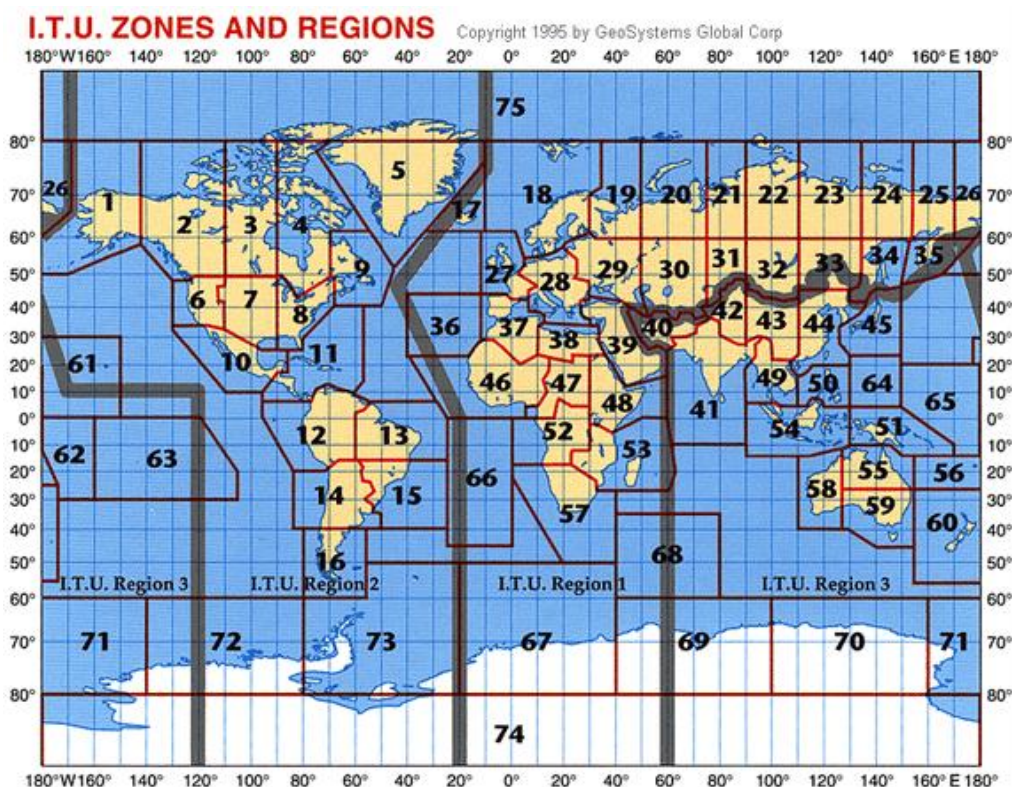 I.T.U. ZONES AND REGIONS Copyright 1995 by GeoSystems Global Corp
180°W160° 140° 120° 100° 80° 60° 40° 20° 0° 20° 40° 60° 80° 100° 120° 140° 160° E 180°
75
80° 80°
5
26 1 2 3 4 17 18 19 20 21 22 23 24 25 26
70° 70°
60° 60°
9 27 28 29 30 31 32 33 34 35
50° 50°
6 7 8 36 37 38 39 40 42 43 44 45
40° 40°
30° 30°
61 10 11 46 47 48 41 49 50 64 65
20° 20°
10° 10°
0° 0°
62 63 12 13 66 52 53 54 51
10° 10°
55 56
20° 20°
14 15 58 59 60
30° 30°
57
40° 40°
16 68
50° 50°
I.T.U. Region 3 I.T.U. Region 2 I.T.U. Region 1 I.T.U. Region 3
60° 60°
71 72 73 67 69 70 71
70° 70°
80° 80°
74
180°W160° 140° 120° 100° 80° 60° 40° 20° 0° 20° 40° 60° 80° 100° 120° 140° 160° E 180°